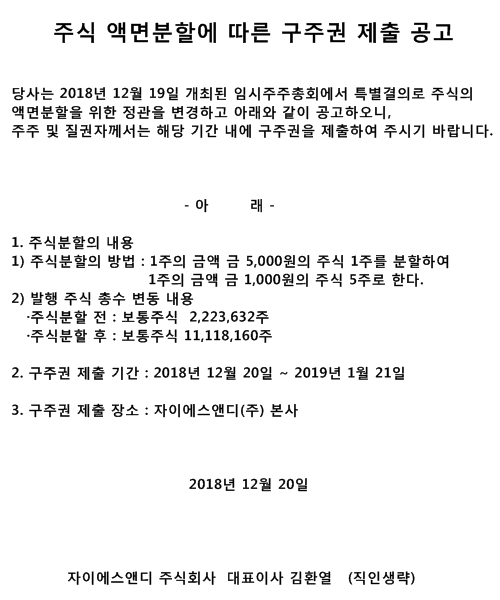 주식 액면분할에 따른 구주권 제출 공고
당사는 2018년 12월 19일 개최된 임시주주총회에서 특별결의로 주식의
액면분할을 위한 정관을 변경하고 아래와 같이 공고하오니,
주주 및 질권자께서는 해당 기간 내에 구주권을 제출하여 주시기 바랍니다.
- 아 래 -
1. 주식분할의 내용
1) 주식분할의 방법 : 1주의 금액 금 5,000원의 주식 1주를 분할하여
1주의 금액 금 1,000원의 주식 5주로 한다.
2) 발행 주식 총수 변동 내용
·주식분할 전 : 보통주식 2,223,632주
·주식분할 후 : 보통주식 11,118,160주
2. 구주권 제출 기간 : 2018년 12월 20일 ~ 2019년 1월 21일
3. 구주권 제출 장소 : 자이에스앤디(주) 본사
2018년 12월 20일
자이에스앤디 주식회사 대표이사 김환열 (직인생략)